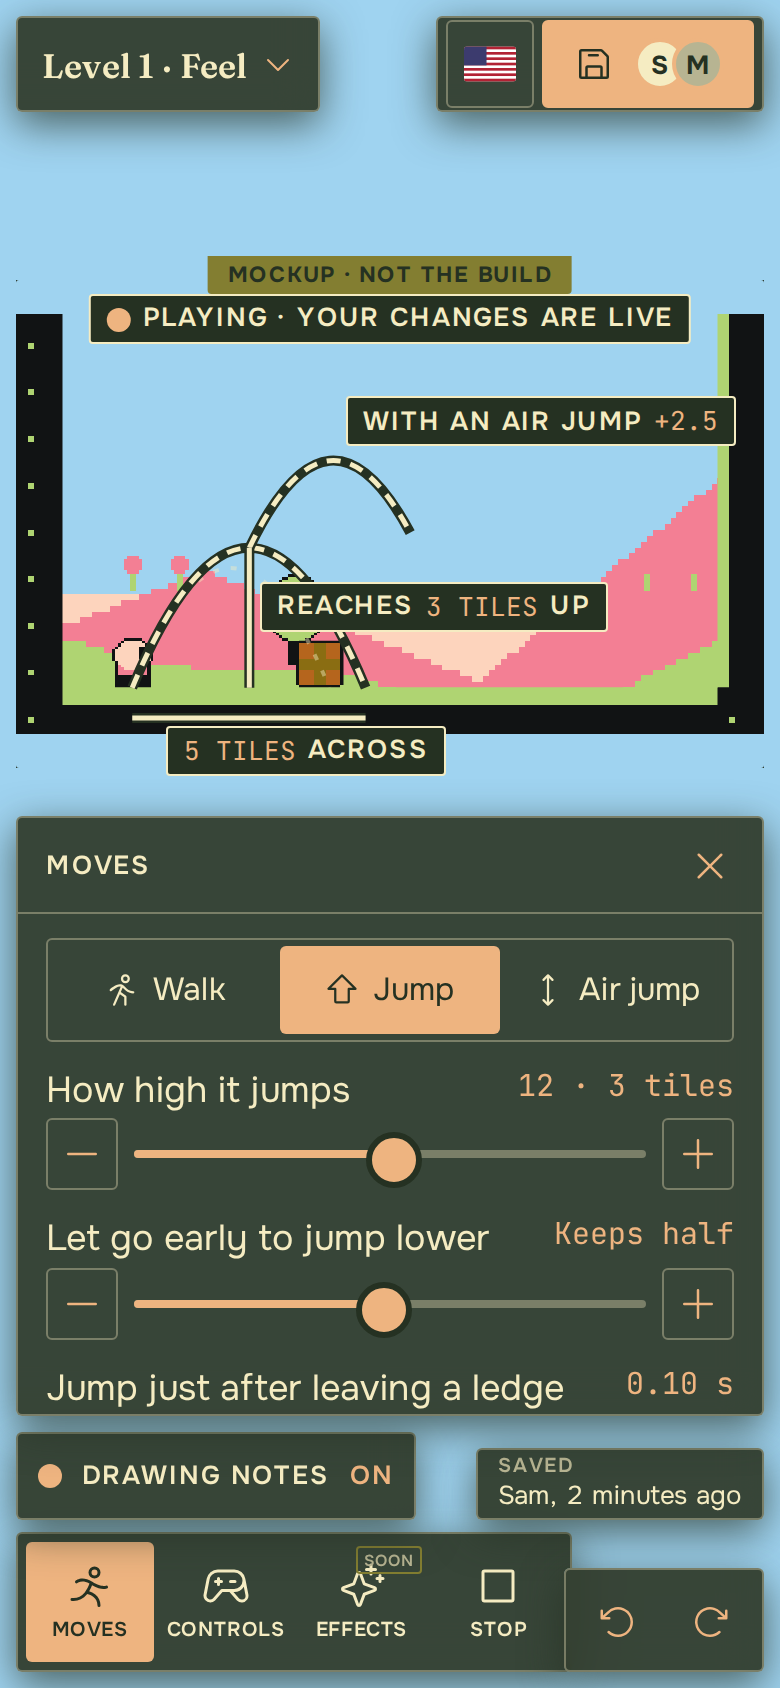 Level 1 · Feel
S M
MOCKUP · NOT THE BUILD
PLAYING · YOUR CHANGES ARE LIVE
WITH AN AIR JUMP +2.5
REACHES 3 TILES UP
5 TILES ACROSS
MOVES
Walk Jump Air jump
How high it jumps 12 · 3 tiles
Let go early to jump lower Keeps half
Jump just after leaving a ledge 0.10 s
DRAWING NOTES ON
SAVED
Sam, 2 minutes ago
SOON
MOVES CONTROLS EFFECTS STOP